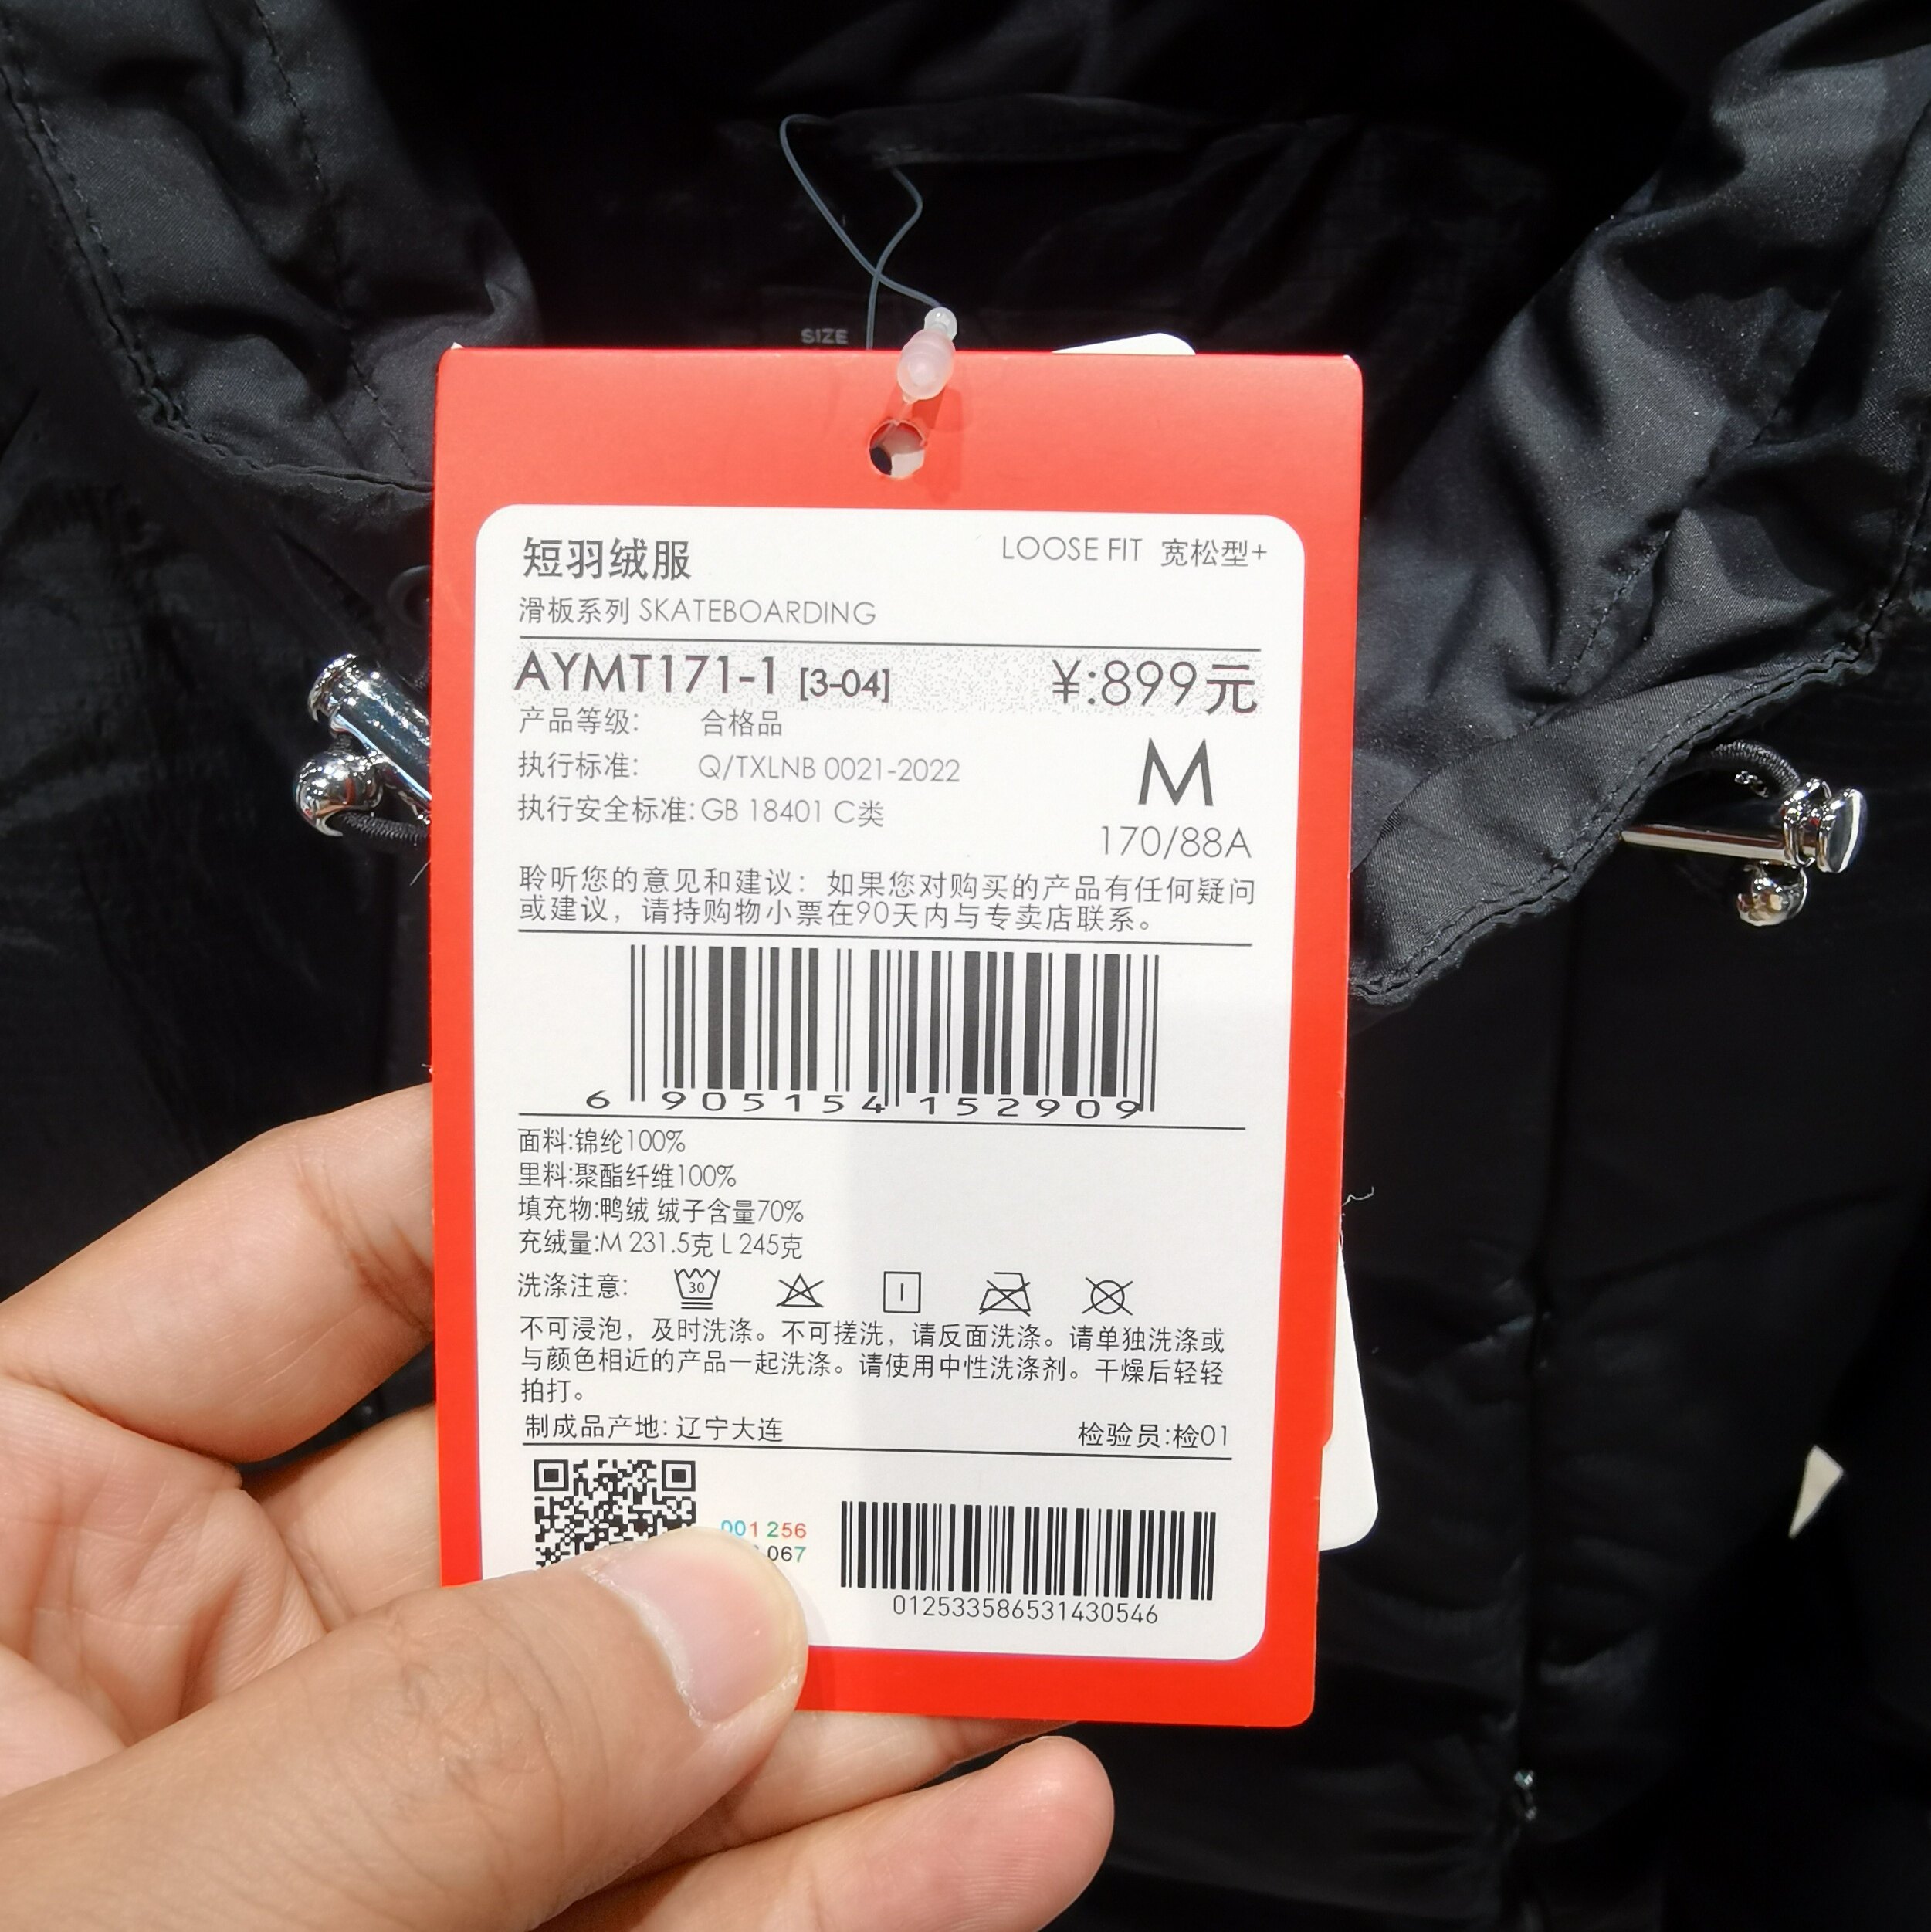 SIZE
短羽绒服
LOOSE FIT 宽松型+
滑板系列 SKATEBOARDING
AYMT171-1 [3-04] ¥:899元
产品等级: 合格品
执行标准: Q/TXLNB 0021-2022
M
执行安全标准:GB 18401 C类
170/88A
聆听您的意见和建议：如果您对购买的产品有任何疑问
或建议，请持购物小票在90天内与专卖店联系。
6 905154 152909
面料:锦纶100%
里料:聚酯纤维100%
填充物:鸭绒 绒子含量70%
充绒量:M 231.5克 L 245克
洗涤注意:
30
不可浸泡，及时洗涤。不可搓洗，请反面洗涤。请单独洗涤或
与颜色相近的产品一起洗涤。请使用中性洗涤剂。干燥后轻轻
拍打。
制成品产地: 辽宁大连 检验员:检01
001 256
067
012533586531430546